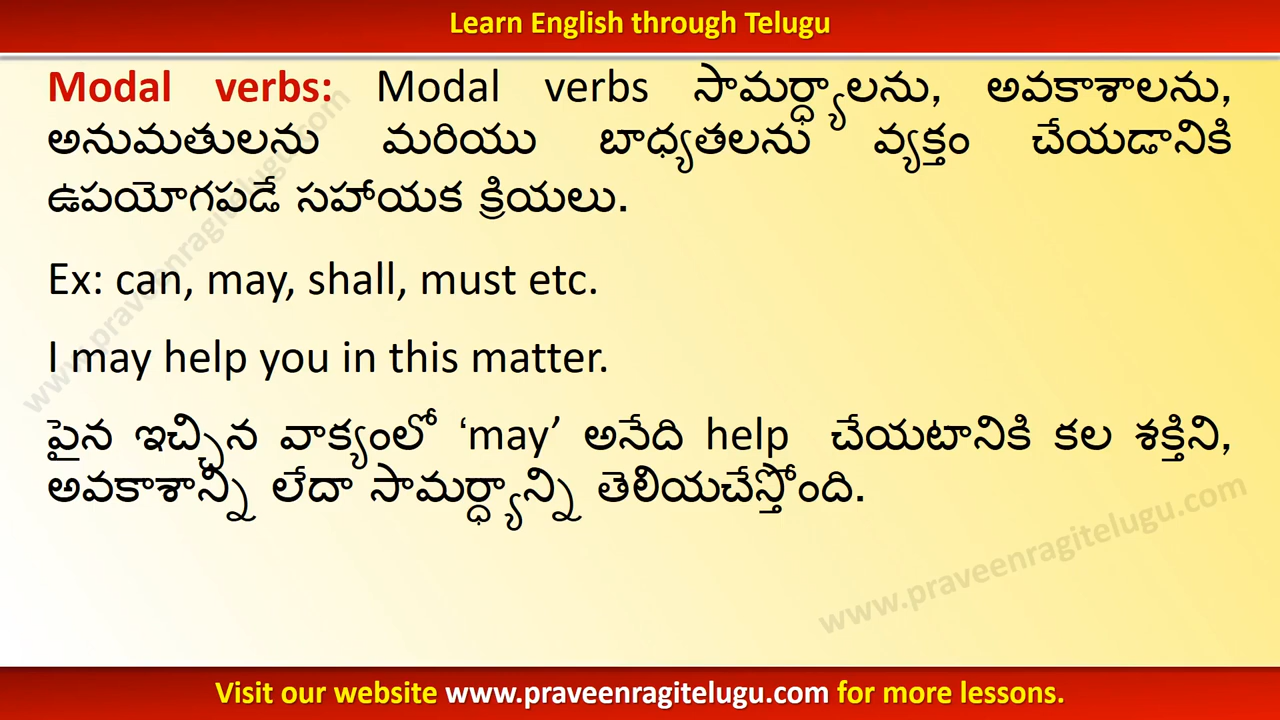 Learn English through Telugu
Modal verbs: Modal verbs సామర్థ్యాలను, అవకాశాలను,
అనుమతులను మరియు బాధ్యతలను వ్యక్తం చేయడానికి
ఉపయోగపడే సహాయక క్రియలు.
Ex: can, may, shall, must etc.
I may help you in this matter.
పైన ఇచ్చిన వాక్యంలో ‘may’ అనేది help చేయటానికి కల శక్తిని,
అవకాశాన్ని లేదా సామర్థ్యాన్ని తెలియచేస్తోంది.
www.praveenragitelugu.com
www.praveenragitelugu.com
Visit our website www.praveenragitelugu.com for more lessons.